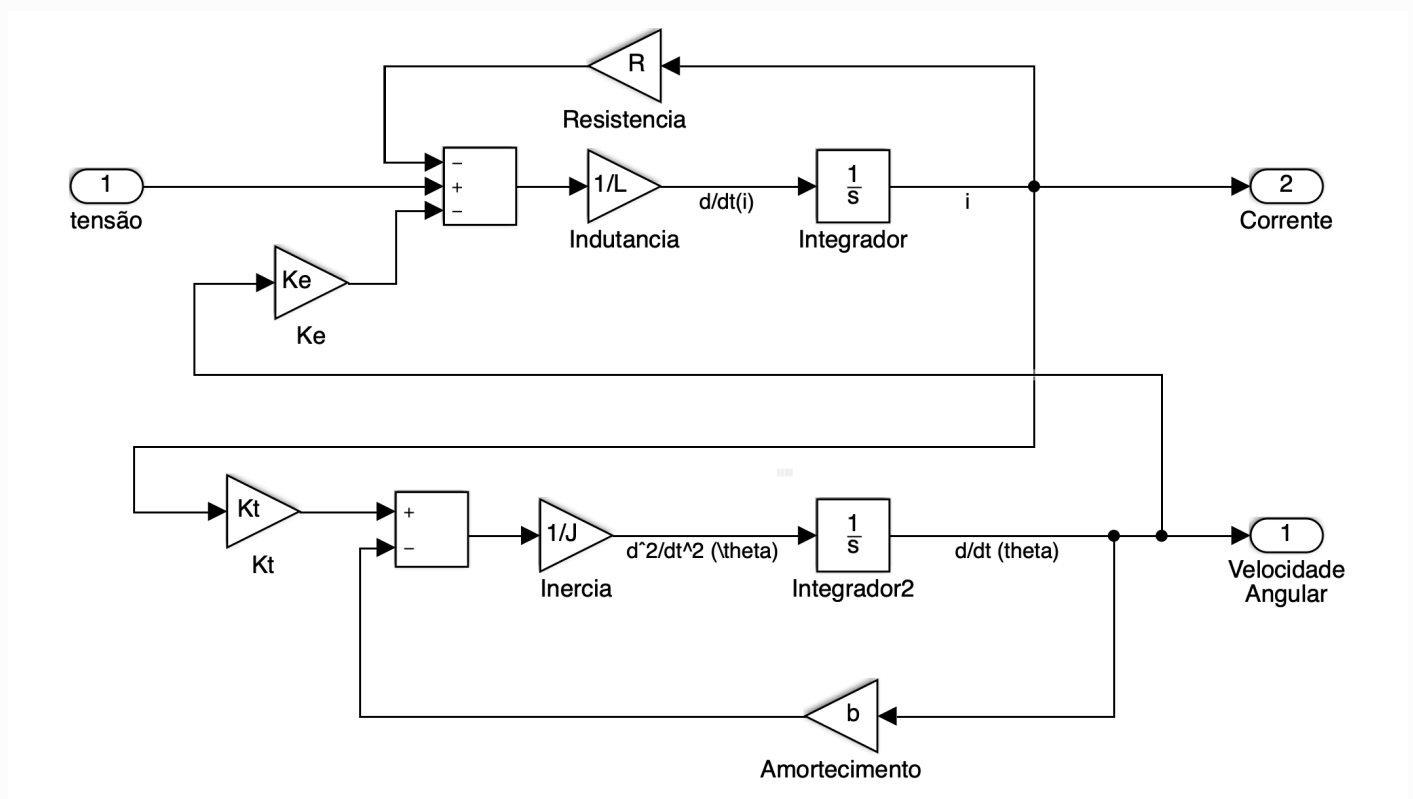 R
Resistencia
−
1
+
1/L
1
s
2
−
tensão
d/dt(i)
i
Indutancia
Integrador
Corrente
Ke
Ke
Kt
+
1/J
1
s
1
−
Kt
d^2/dt^2 (\theta)
d/dt (theta)
Inercia
Integrador2
Velocidade
Angular
b
Amortecimento